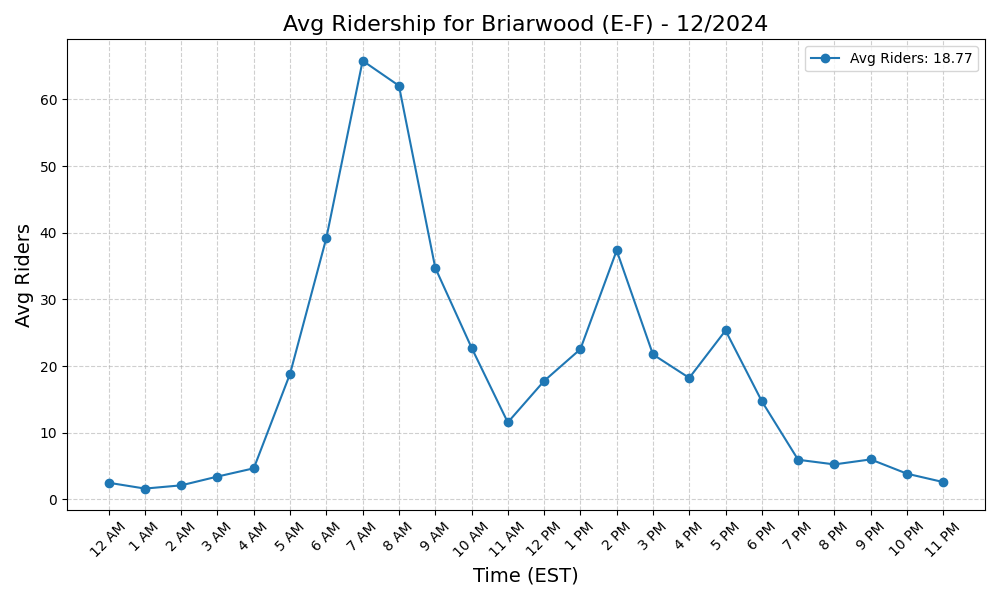 Avg Ridership for Briarwood (E-F) - 12/2024
Avg Riders: 18.77
Avg Riders
60
50
40
30
20
10
0
12 AM
1 AM
2 AM
3 AM
4 AM
5 AM
6 AM
7 AM
8 AM
9 AM
10 AM
11 AM
12 PM
1 PM
2 PM
3 PM
4 PM
5 PM
6 PM
7 PM
8 PM
9 PM
10 PM
11 PM
Time (EST)